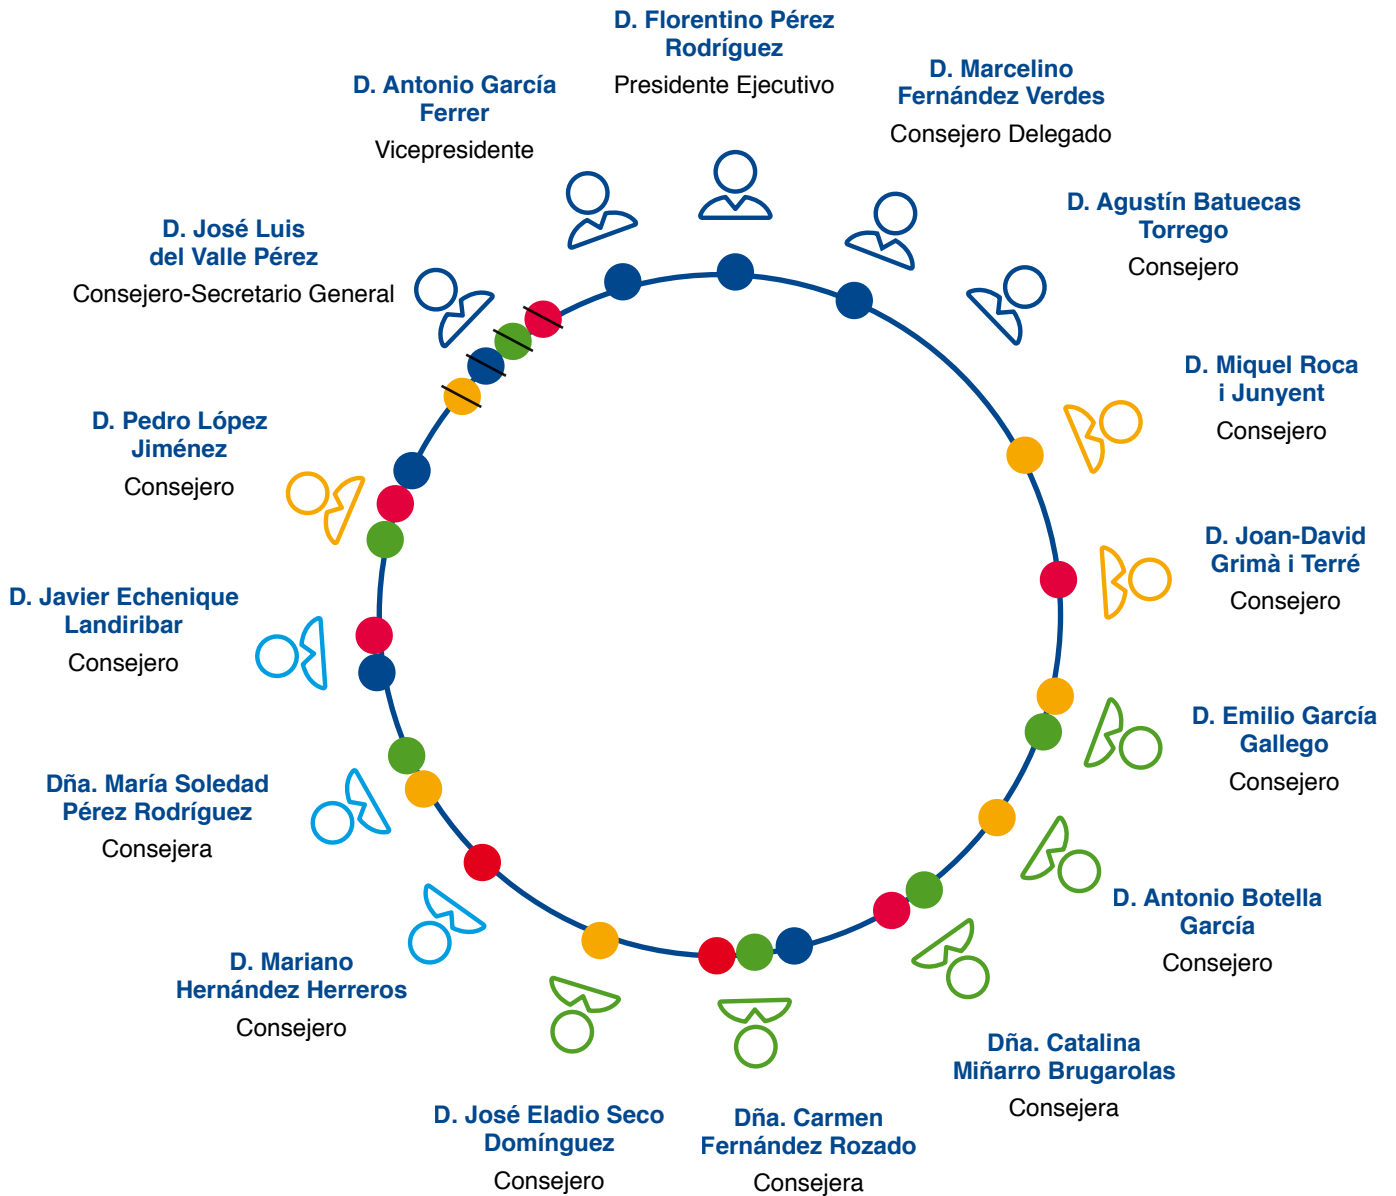 D. Florentino Pérez
Rodríguez
Presidente Ejecutivo
D. Marcelino
Fernández Verdes
Consejero Delegado
D. Agustín Batuecas
Torrego
Consejero
D. Miquel Roca
i Junyent
Consejero
D. Joan-David
Grimà i Terré
Consejero
D. Emilio García
Gallego
Consejero
D. Antonio Botella
García
Consejero
Dña. Catalina
Miñarro Brugarolas
Consejera
Dña. Carmen
Fernández Rozado
Consejera
D. José Eladio Seco
Domínguez
Consejero
D. Mariano
Hernández Herreros
Consejero
Dña. María Soledad
Pérez Rodríguez
Consejera
D. Javier Echenique
Landiribar
Consejero
D. Pedro López
Jiménez
Consejero
D. José Luis
del Valle Pérez
Consejero-Secretario General
D. Antonio García
Ferrer
Vicepresidente